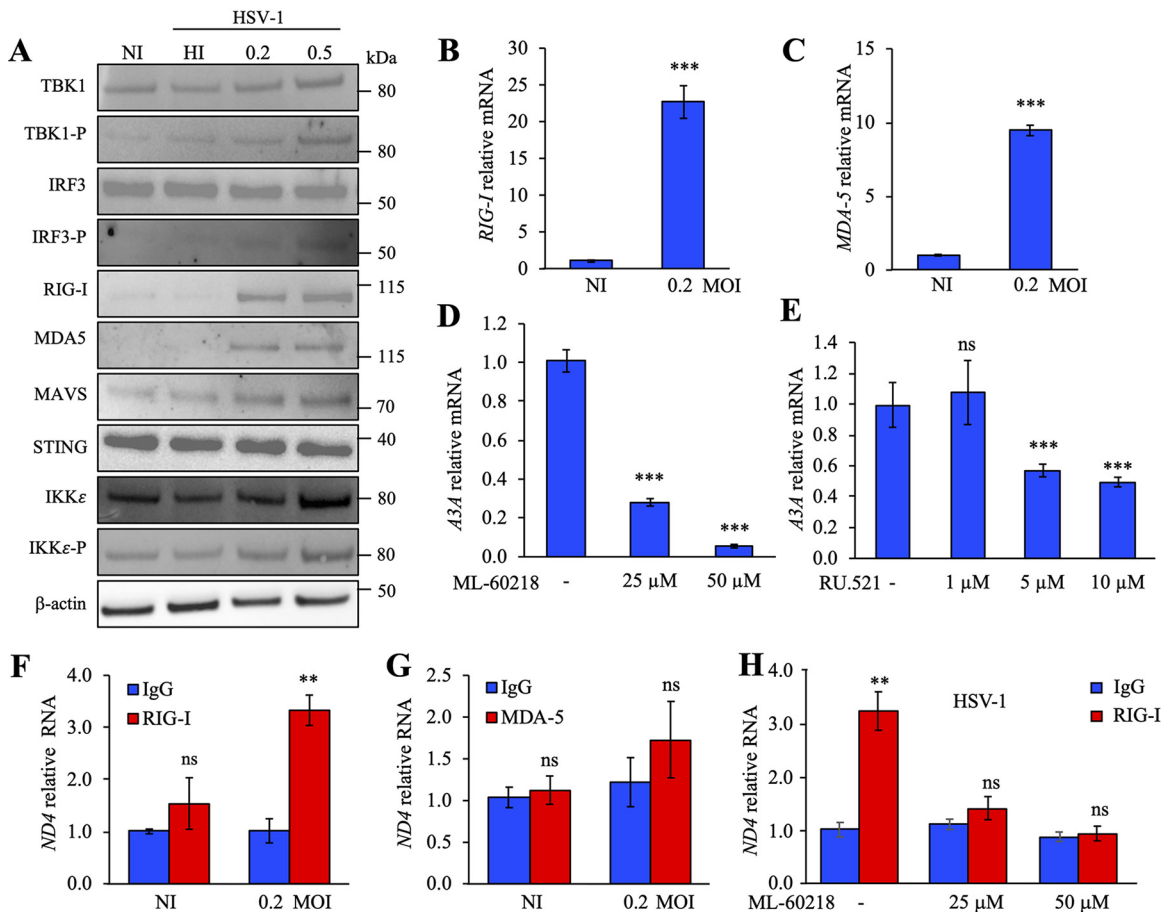 HSV-1
A
NI HI 0.2 0.5 kDa
TBK1
80
TBK1-P
80
IRF3
50
IRF3-P
50
RIG-I
115
MDA5
115
MAVS
70
STING
40
IKKε
80
IKKε-P
80
β-actin
50
B
RIG-I relative mRNA
30
25
20
15
10
5
0
***
NI 0.2 MOI
C
MDA-5 relative mRNA
15
10
5
0
***
NI 0.2 MOI
D
A3A relative mRNA
1.2
1.0
0.8
0.6
0.4
0.2
0.0
***
***
ML-60218 - 25 µM 50 µM
E
A3A relative mRNA
1.4
1.2
1.0
0.8
0.6
0.4
0.2
0.0
ns
***
***
RU.521 - 1 µM 5 µM 10 µM
F
ND4 relative RNA
4.0
3.0
2.0
1.0
0.0
IgG
RIG-I
ns
**
NI 0.2 MOI
G
ND4 relative RNA
2.5
2.0
1.5
1.0
0.5
0.0
IgG
MDA-5
ns
ns
NI 0.2 MOI
H
ND4 relative RNA
4.0
3.0
2.0
1.0
0.0
**
HSV-1
IgG
RIG-I
ns
ns
ML-60218 - 25 µM 50 µM